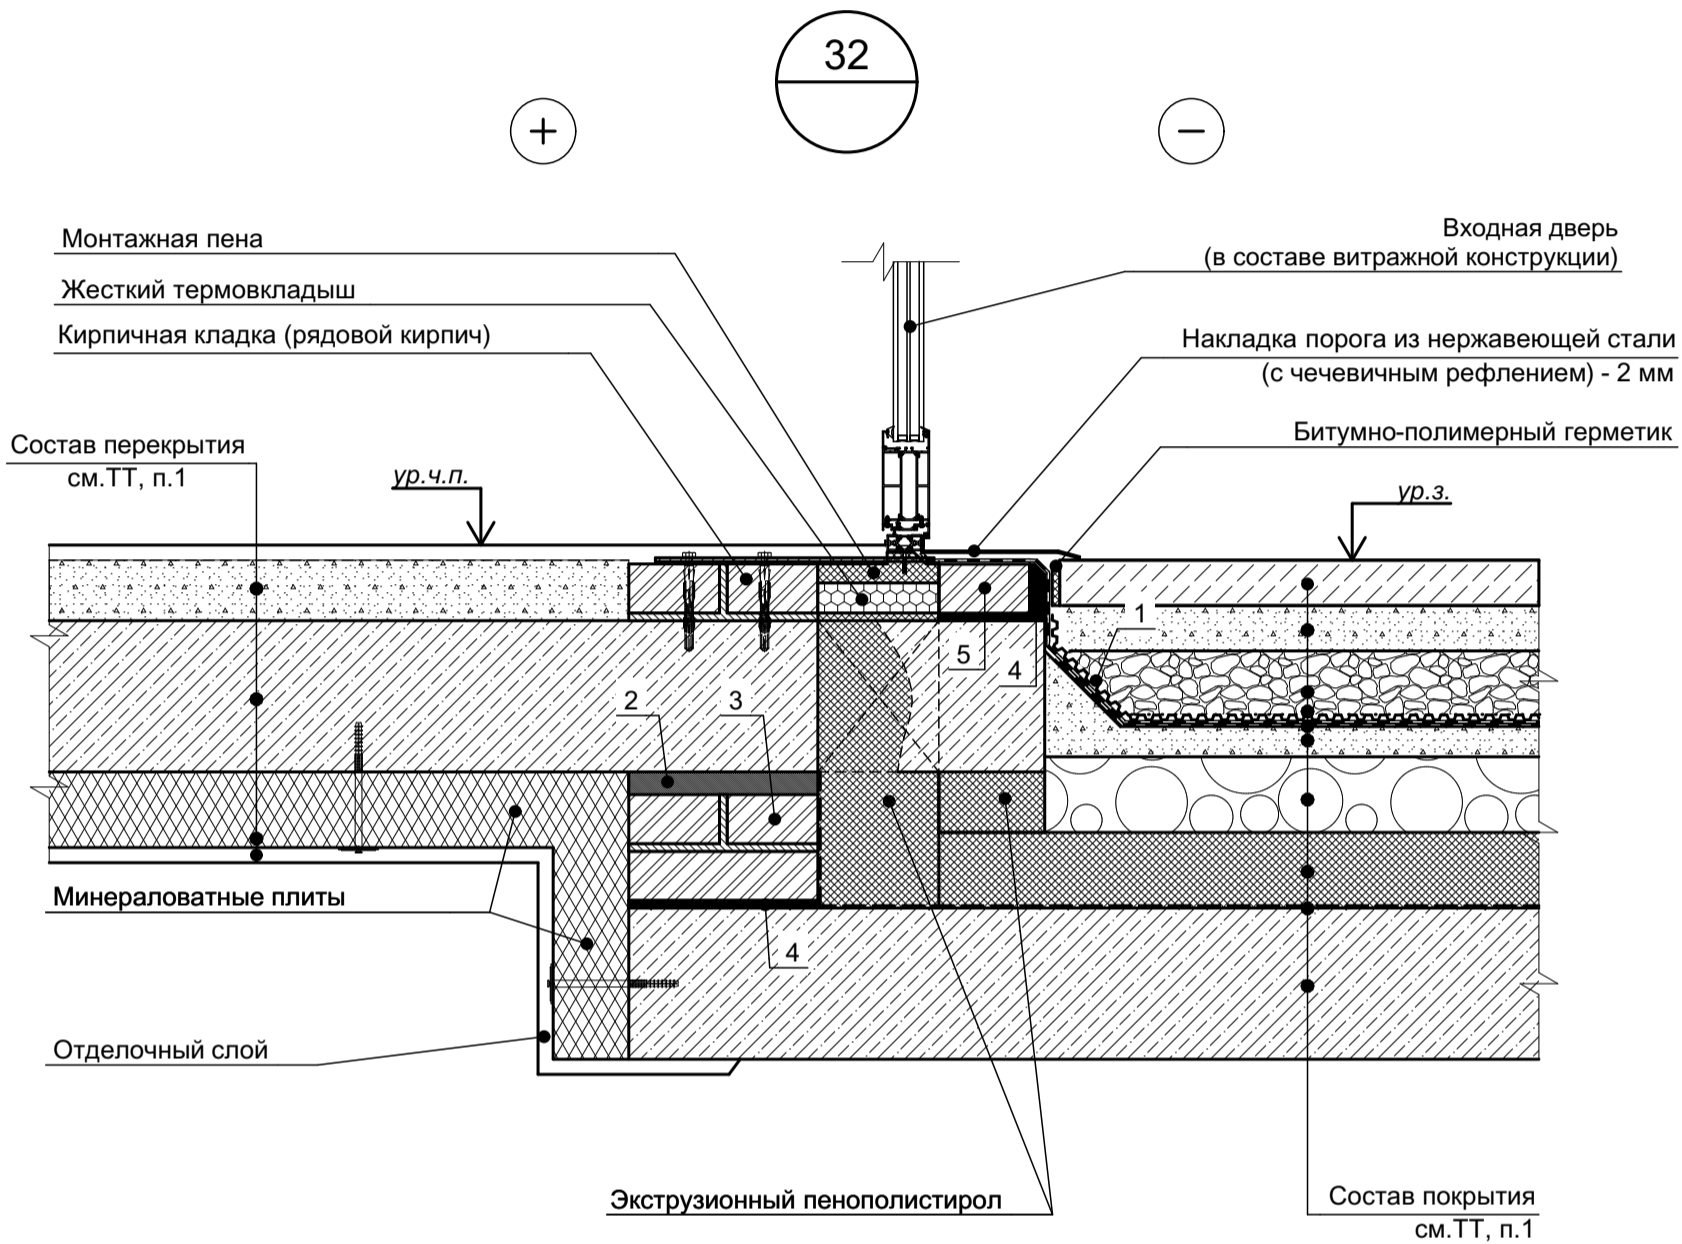 32
+
−
Монтажная пена
Жесткий термовкладыш
Кирпичная кладка (рядовой кирпич)
Состав перекрытия
см.ТТ, п.1
ур.ч.п.
Входная дверь
(в составе витражной конструкции)
Накладка порога из нержавеющей стали
(с чечевичным рефлением) - 2 мм
Битумно-полимерный герметик
ур.з.
1
5
4
2
3
4
Минераловатные плиты
Отделочный слой
Экструзионный пенополистирол
Состав покрытия
см.ТТ, п.1